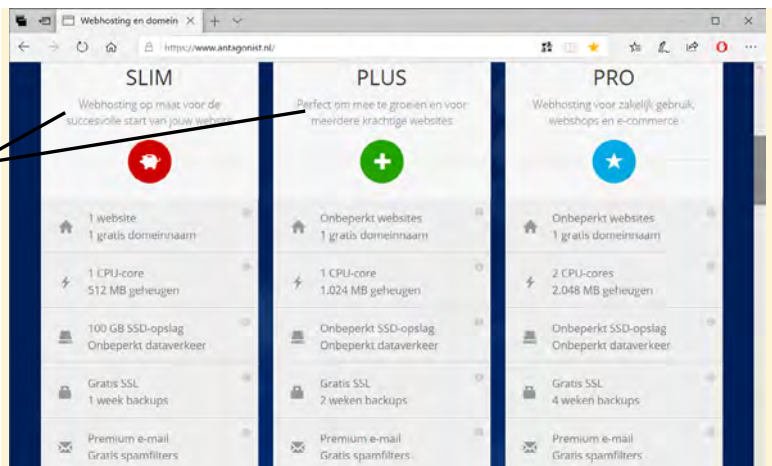 Webhosting en domein
https://www.antagonist.nl/
SLIM
Webhosting op maat voor de
succesvolle start van jouw website
1 website
1 gratis domeinnaam
1 CPU-core
512 MB geheugen
100 GB SSD-opslag
Onbeperkt dataverkeer
Gratis SSL
1 week backups
Premium e-mail
Gratis spamfilters
PLUS
Perfect om mee te groeien en voor
meerdere krachtige websites
Onbeperkt websites
1 gratis domeinnaam
1 CPU-core
1.024 MB geheugen
Onbeperkt SSD-opslag
Onbeperkt dataverkeer
Gratis SSL
2 weken backups
Premium e-mail
Gratis spamfilters
PRO
Webhosting voor zakelijk gebruik,
webshops en e-commerce
Onbeperkt websites
1 gratis domeinnaam
2 CPU-cores
2.048 MB geheugen
Onbeperkt SSD-opslag
Onbeperkt dataverkeer
Gratis SSL
4 weken backups
Premium e-mail
Gratis spamfilters